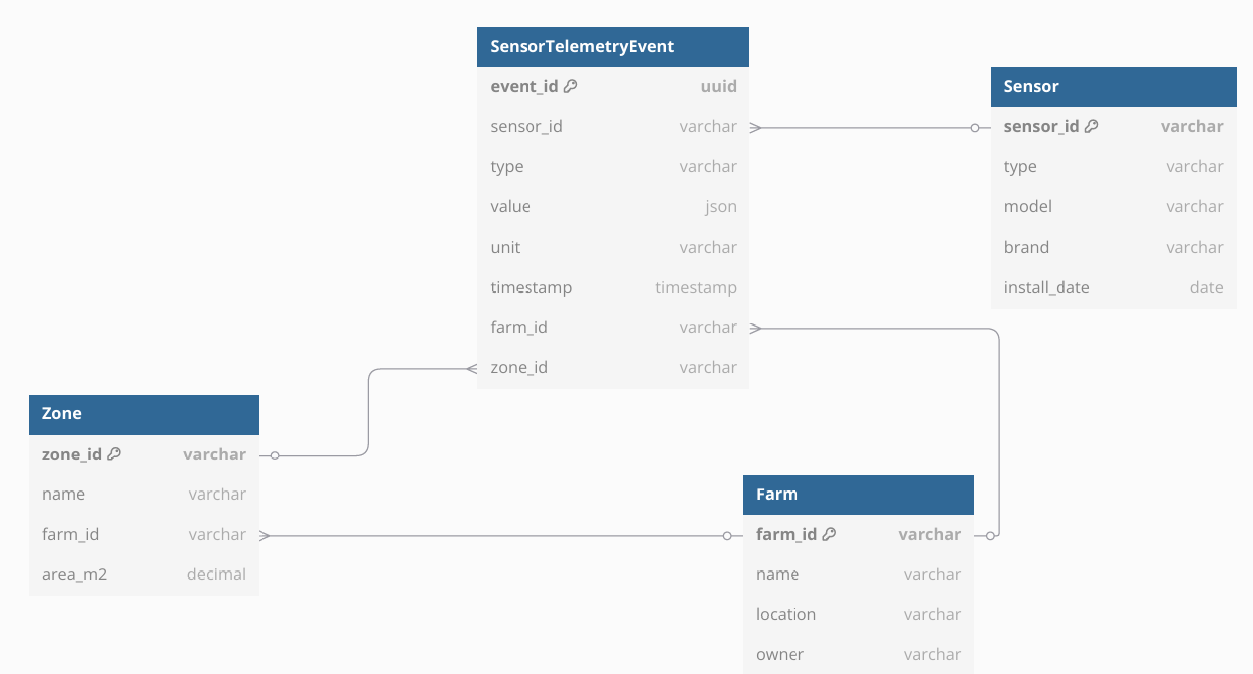 SensorTelemetryEvent
event_id uuid
sensor_id varchar
type varchar
value json
unit varchar
timestamp timestamp
farm_id varchar
zone_id varchar
Sensor
sensor_id varchar
type varchar
model varchar
brand varchar
install_date date
Zone
zone_id varchar
name varchar
farm_id varchar
area_m2 decimal
Farm
farm_id varchar
name varchar
location varchar
owner varchar